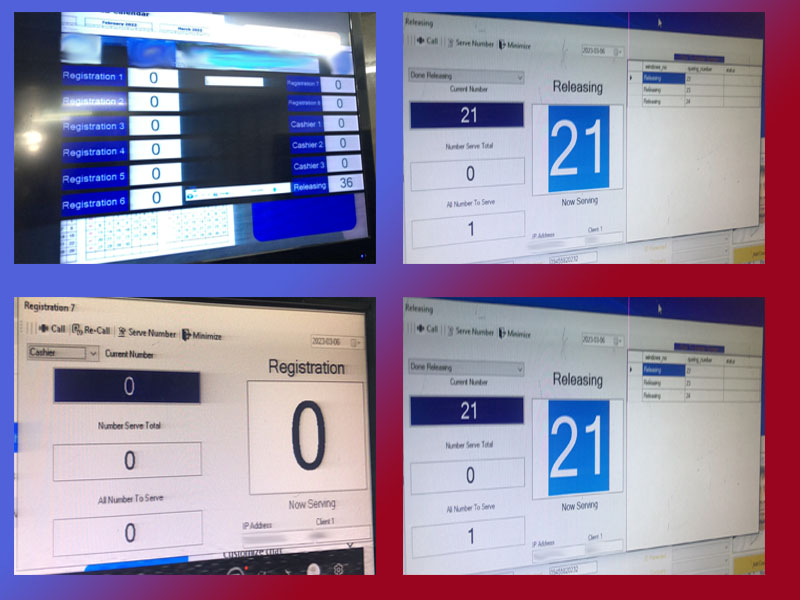 Calendar
February 2023
March 2023
Registration 1 0
Registration 2 0
Registration 3 0
Registration 4 0
Registration 5 0
Registration 6 0
Registration 7 0
Registration 8 0
Cashier 1 0
Cashier 2 0
Cashier 3 0
Releasing 36
Releasing
Call Serve Number Minimize
2023-03-06
Done Releasing
Current Number
21
Number Serve Total
0
All Number To Serve
1
Releasing
21
Now Serving
IP Address Client 1
windows_no queing_number status
Releasing 23
Releasing 23
Releasing 24
Registration 7
Call Re-Call Serve Number Minimize
2023-03-06
Cashier Current Number
0
Number Serve Total
0
All Number To Serve
0
Registration
0
Now Serving
IP Address Client 1
Releasing
Call Serve Number Minimize
2023-03-06
Done Releasing
Current Number
21
Number Serve Total
0
All Number To Serve
1
Releasing
21
Now Serving
IP Address Client 1
windows_no queing_number status
Releasing 23
Releasing 23
Releasing 24